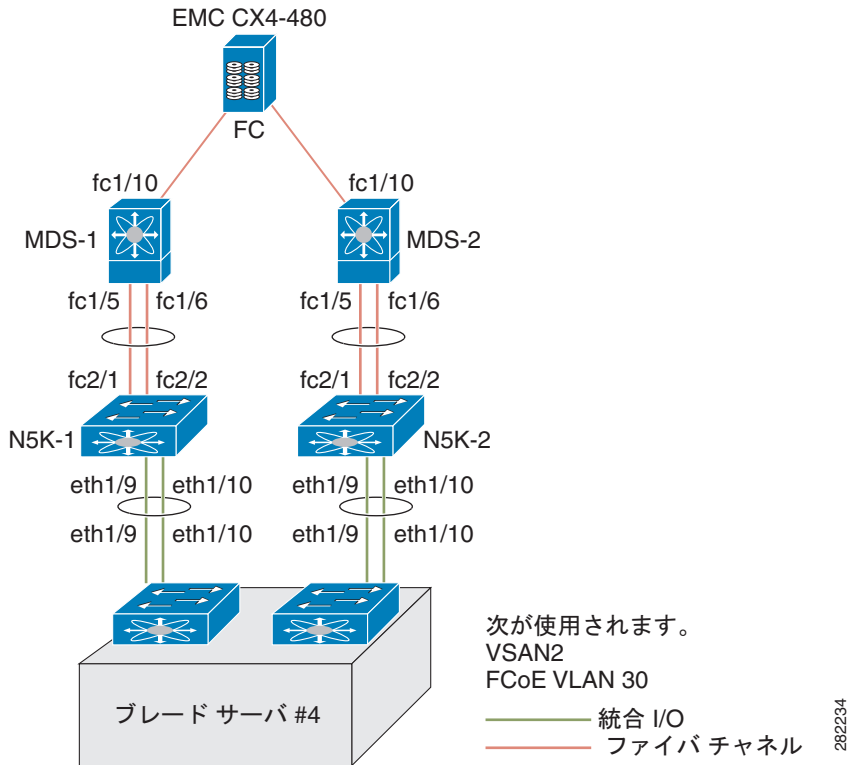 EMC CX4-480
FC
fc1/10 fc1/10
MDS-1 MDS-2
fc1/5 fc1/6 fc1/5 fc1/6
fc2/1 fc2/2 fc2/1 fc2/2
N5K-1 N5K-2
eth1/9 eth1/10 eth1/9 eth1/10
eth1/9 eth1/10 eth1/9 eth1/10
ブレード サーバ #4
次が使用されます。
VSAN2
FCoE VLAN 30
統合 I/O
ファイバ チャネル
282234